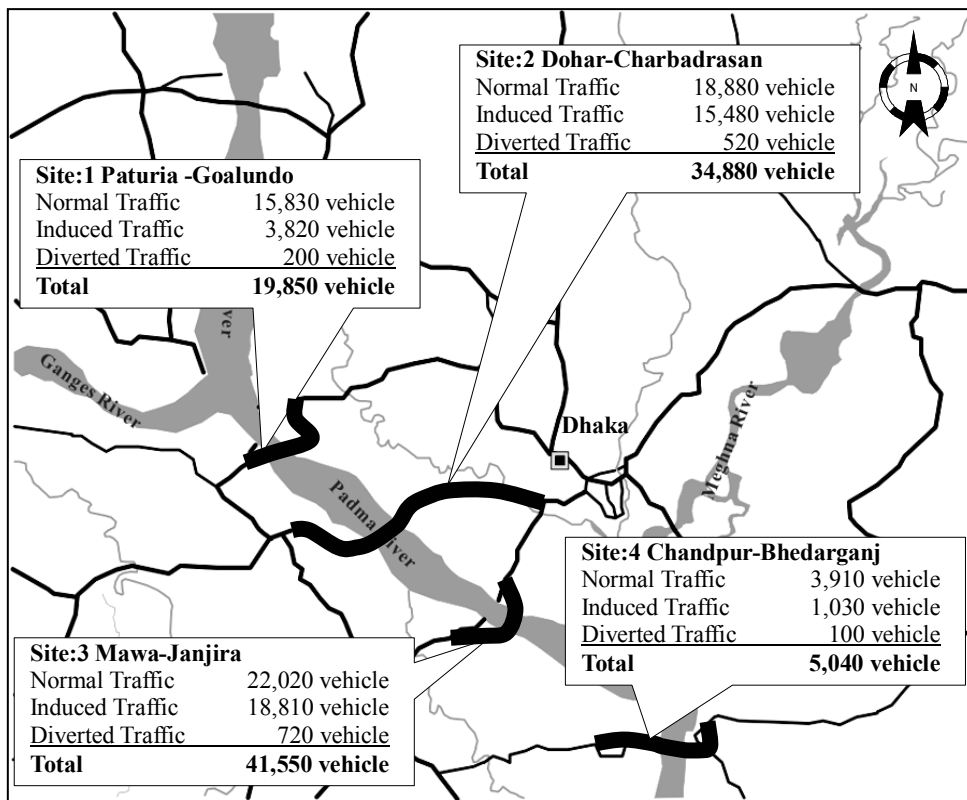 Site:2 Dohar-Charbadrasan
Normal Traffic 18,880 vehicle
Induced Traffic 15,480 vehicle
Diverted Traffic 520 vehicle
Total 34,880 vehicle
N
Site:1 Paturia -Goalundo
Normal Traffic 15,830 vehicle
Induced Traffic 3,820 vehicle
Diverted Traffic 200 vehicle
Total 19,850 vehicle
Ganges River
Dhaka
Meghna River
Padma River
Site:4 Chandpur-Bhedarganj
Normal Traffic 3,910 vehicle
Induced Traffic 1,030 vehicle
Diverted Traffic 100 vehicle
Total 5,040 vehicle
Site:3 Mawa-Janjira
Normal Traffic 22,020 vehicle
Induced Traffic 18,810 vehicle
Diverted Traffic 720 vehicle
Total 41,550 vehicle